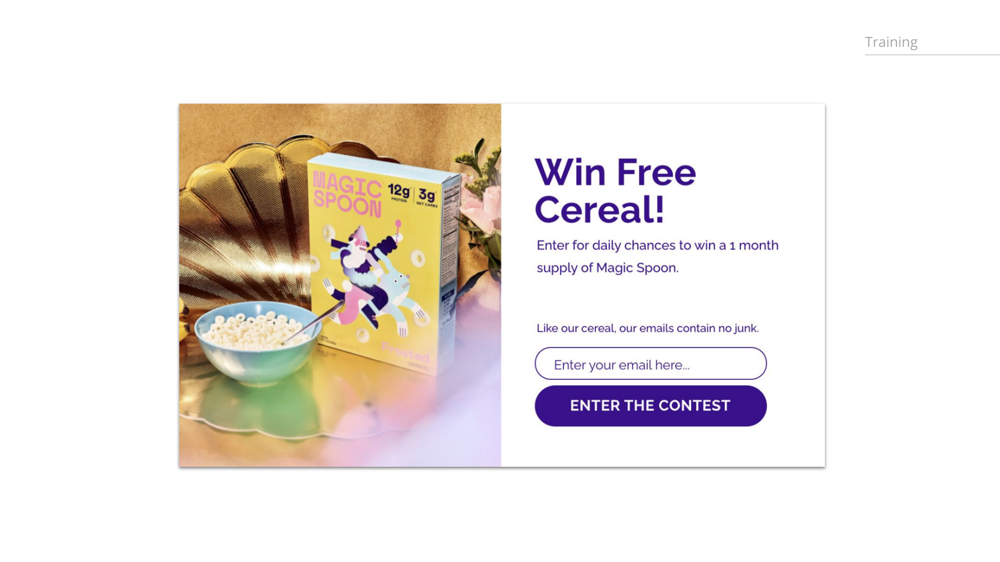 Training
MAGIC
SPOON
12g
PROTEIN
3g
NET CARBS
Frosted
CEREAL
Win Free
Cereal!
Enter for daily chances to win a 1 month
supply of Magic Spoon.
Like our cereal, our emails contain no junk.
Enter your email here...
ENTER THE CONTEST